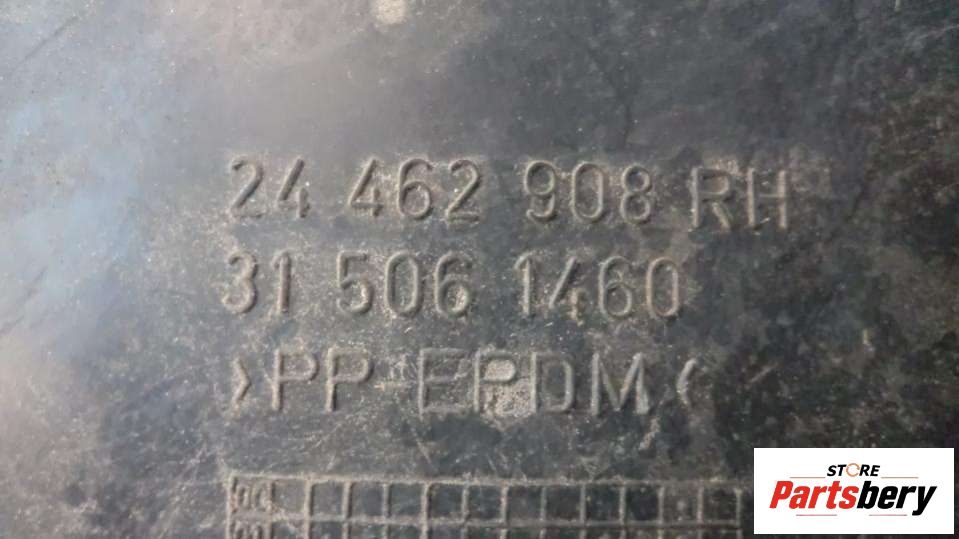 24 462 908 RH
31 506 1460
>PP-EPDM<
STORE
Partsbery